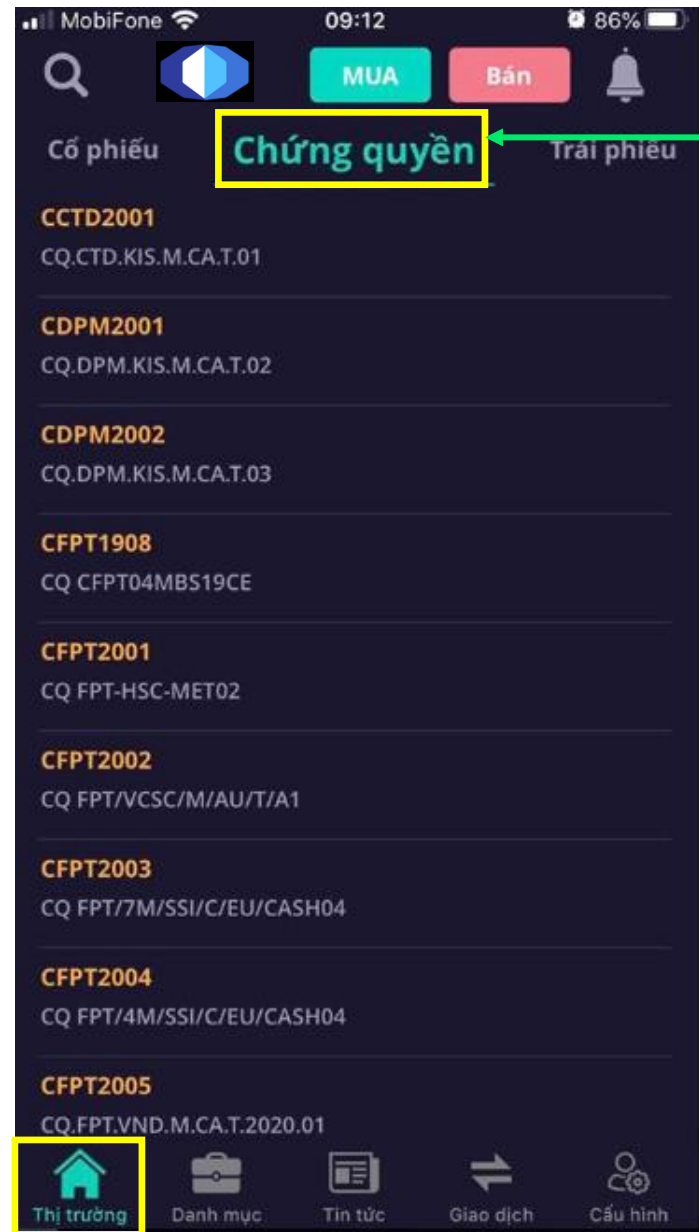 MobiFone 09:12 86%
MUA Bán
Cổ phiếu Chứng quyền Trái phiếu
CCTD2001
CQ.CTD.KIS.M.CA.T.01
CDPM2001
CQ.DPM.KIS.M.CA.T.02
CDPM2002
CQ.DPM.KIS.M.CA.T.03
CFPT1908
CQ CFPT04MBS19CE
CFPT2001
CQ FPT-HSC-MET02
CFPT2002
CQ FPT/VCSC/M/AU/T/A1
CFPT2003
CQ FPT/7M/SSI/C/EU/CASH04
CFPT2004
CQ FPT/4M/SSI/C/EU/CASH04
CFPT2005
CQ.FPT.VND.M.CA.T.2020.01
Thị trường Danh mục Tin tức Giao dịch Cấu hình